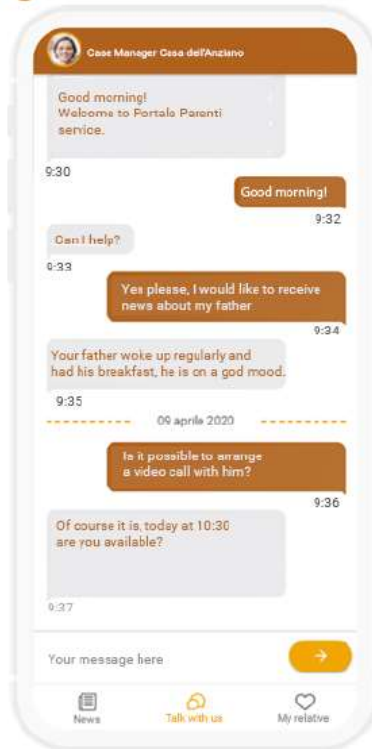 Case Manager Casa dell'Anziano
Good morning!
Welcome to Portale Parenti
service.
9:30
Good morning!
9:32
Can I help?
9:33
Yes please, I would like to receive
news about my father
9:34
Your father woke up regularly and
had his breakfast, he is on a god mood.
9:35
09 aprile 2020
Is it possible to arrange
a video call with him?
9:36
Of course it is, today at 10:30
are you available?
9:37
Your message here
News
Talk with us
My relative